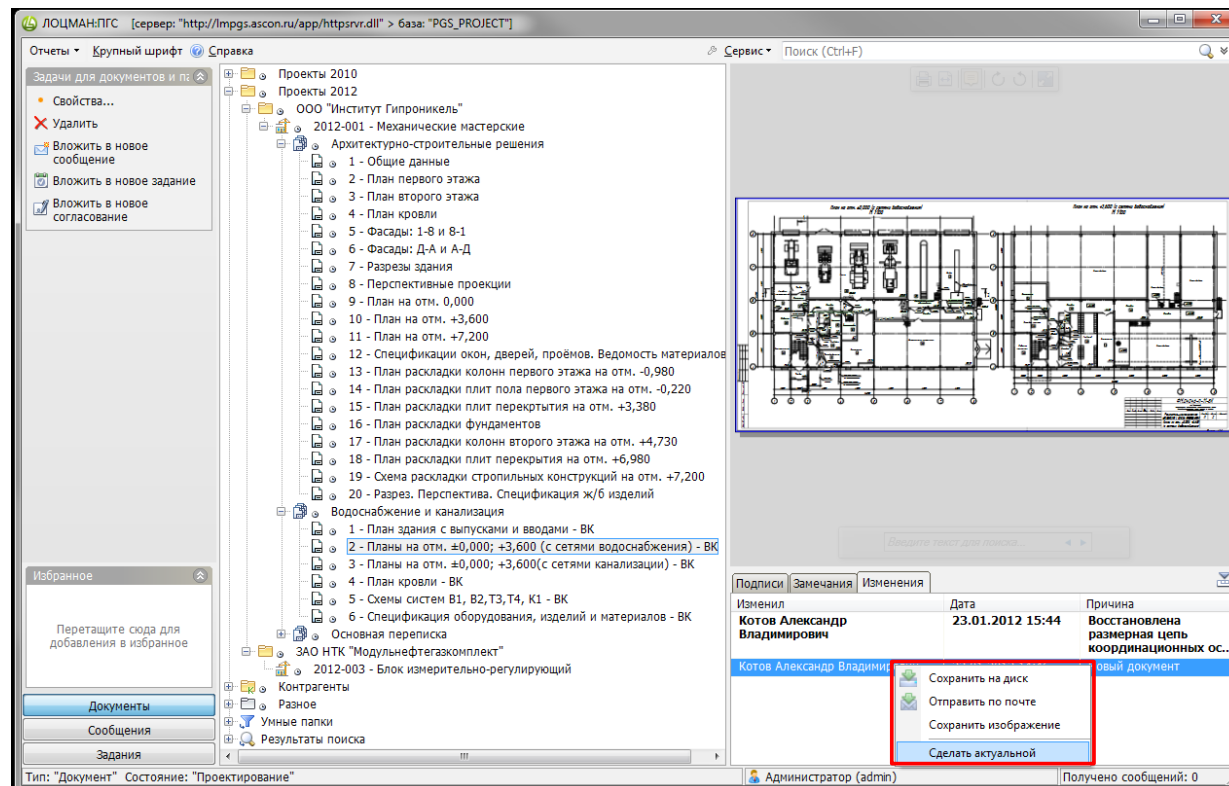 ЛОЦМАН:ПГС [сервер: "http://lmpgs.ascon.ru/app/httpsrvr.dll" > база: "PGS_PROJECT"]
Отчеты Крупный шрифт Справка
Сервис Поиск (Ctrl+F)
Задачи для документов и па
Свойства...
Удалить
Вложить в новое
сообщение
Вложить в новое задание
Вложить в новое
согласование
Избранное
Перетащите сюда для
добавления в избранное
Документы
Сообщения
Задания
Проекты 2010
Проекты 2012
ООО "Институт Гипроникель"
2012-001 - Механические мастерские
Архитектурно-строительные решения
1 - Общие данные
2 - План первого этажа
3 - План второго этажа
4 - План кровли
5 - Фасады: 1-8 и 8-1
6 - Фасады: Д-А и А-Д
7 - Разрезы здания
8 - Перспективные проекции
9 - План на отм. 0,000
10 - План на отм. +3,600
11 - План на отм. +7,200
12 - Спецификации окон, дверей, проёмов. Ведомость материалов
13 - План раскладки колонн первого этажа на отм. -0,980
14 - План раскладки плит пола первого этажа на отм. -0,220
15 - План раскладки плит перекртытия на отм. +3,380
16 - План раскладки фундаментов
17 - План раскладки колонн второго этажа на отм. +4,730
18 - План раскладки плит перекрытия на отм. +6,980
19 - Схема раскладки стропильных конструкций на отм. +7,200
20 - Разрез. Перспектива. Спецификация ж/б изделий
Водоснабжение и канализация
1 - План здания с выпусками и вводами - ВК
2 - Планы на отм. ±0,000; +3,600 (с сетями водоснабжения) - ВК
3 - Планы на отм. ±0,000; +3,600(с сетями канализации) - ВК
4 - План кровли - ВК
5 - Схемы систем В1, В2,Т3,Т4, К1 - ВК
6 - Спецификация оборудования, изделий и материалов - ВК
Основная переписка
ЗАО НТК "Модульнефтегазкомплект"
2012-003 - Блок измерительно-регулирующий
Контрагенты
Разное
Умные папки
Результаты поиска
Введите текст для поиска...
Подписи Замечания Изменения
Изменил Дата Причина
Котов Александр
Владимирович
23.01.2012 15:44
Восстановлена
размерная цепь
координационных ос...
Котов Александр Владимир
овый документ
Сохранить на диск
Отправить по почте
Сохранить изображение
Сделать актуальной
Тип: "Документ" Состояние: "Проектирование"
Администратор (admin)
Получено сообщений: 0